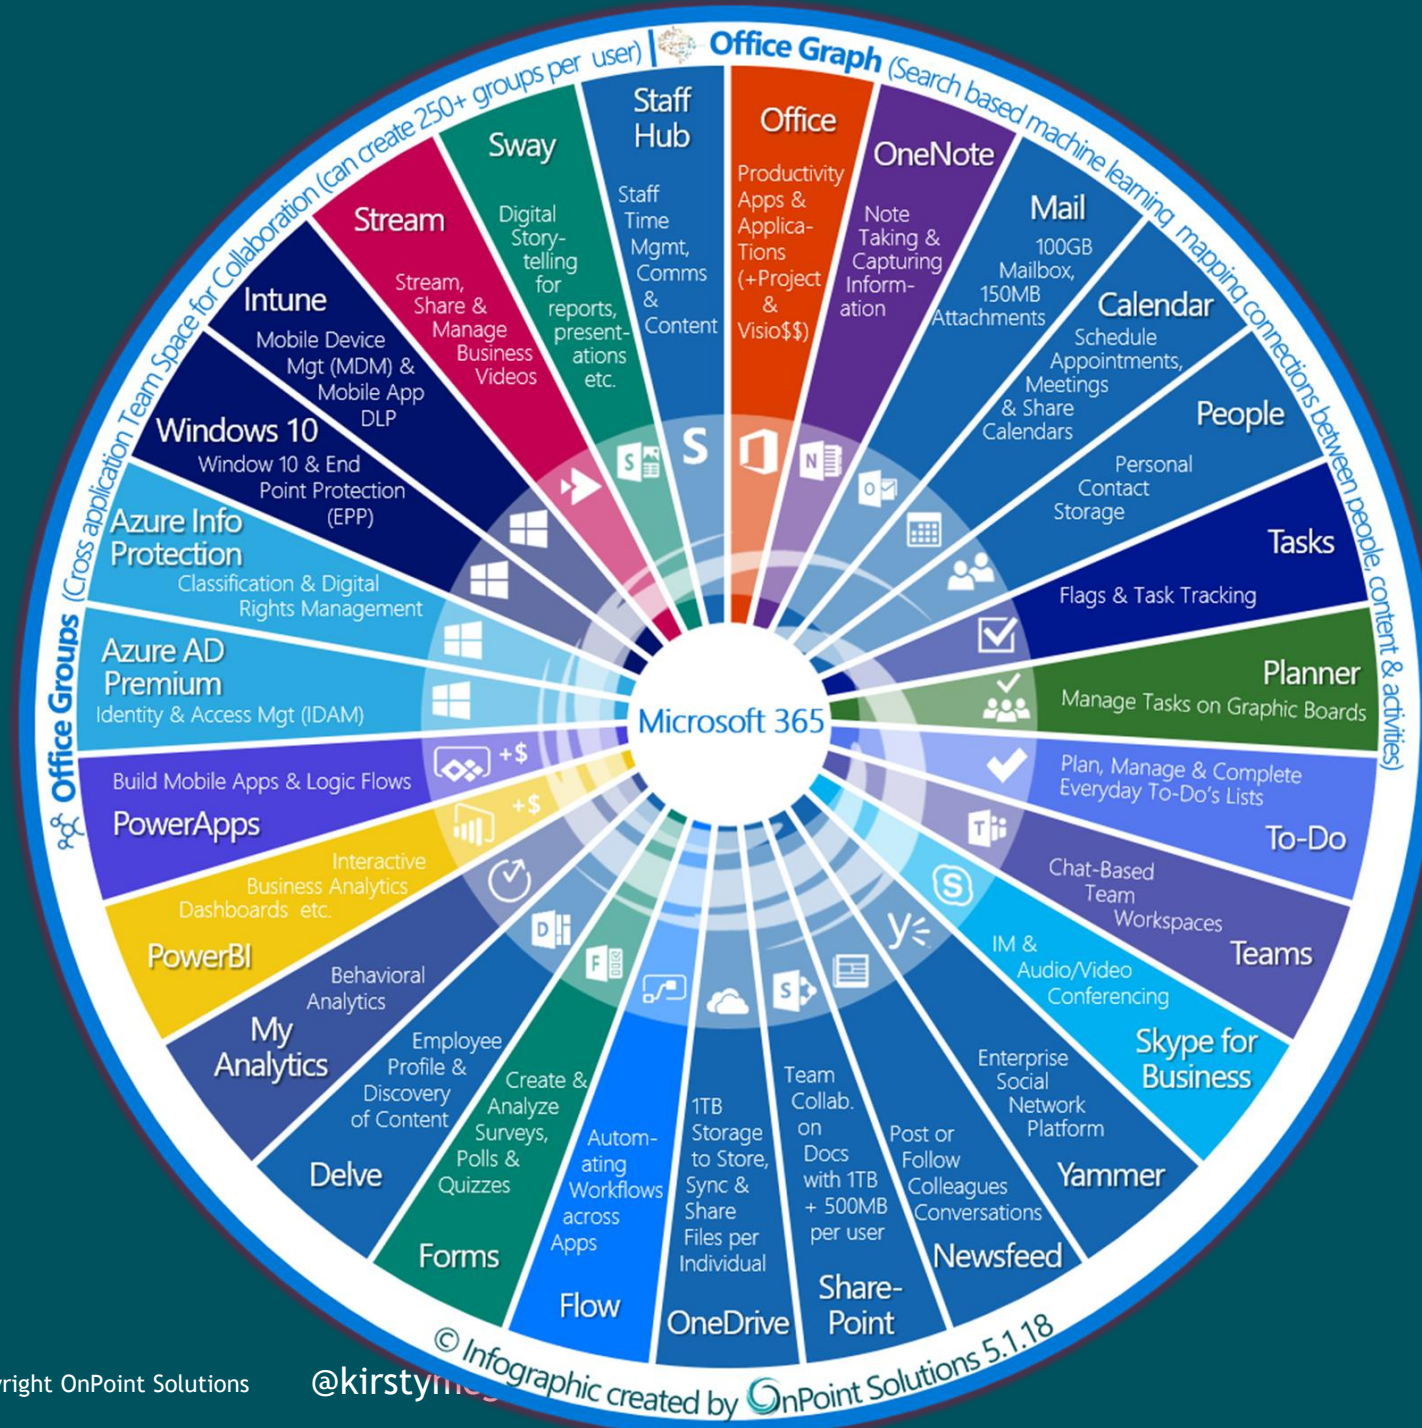 Office Graph (Search based machine learning, mapping connections between people, content & activities)
Office Groups (Cross application Team Space for Collaboration (can create 250+ groups per user)
Office
Productivity
Apps &
Applica-
Tions
(+Project
&
Visio$$)
OneNote
Note
Taking &
Capturing
Inform-
ation
Mail
100GB
Mailbox,
150MB
Attachments
Calendar
Schedule
Appointments,
Meetings
& Share
Calendars
People
Personal
Contact
Storage
Tasks
Flags & Task Tracking
Planner
Manage Tasks on Graphic Boards
Plan, Manage & Complete
Everyday To-Do's Lists
To-Do
Chat-Based
Team
Workspaces
Teams
IM &
Audio/Video
Conferencing
Skype for
Business
Enterprise
Social
Network
Platform
Yammer
Post or
Follow
Colleagues
Conversations
Newsfeed
Team
Collab.
on
Docs
with 1TB
+ 500MB
per user
Share-
Point
1TB
Storage
to Store,
Sync &
Share
Files per
Individual
OneDrive
Autom-
ating
Workflows
across
Apps
Flow
Create &
Analyze
Surveys,
Polls &
Quizzes
Forms
Employee
Profile &
Discovery
of Content
Delve
Behavioral
Analytics
My
Analytics
Interactive
Business Analytics
Dashboards etc.
PowerBI
+$
Build Mobile Apps & Logic Flows
PowerApps
+$
Azure AD
Premium
Identity & Access Mgt (IDAM)
Azure Info
Protection
Classification & Digital
Rights Management
Windows 10
Window 10 & End
Point Protection
(EPP)
Intune
Mobile Device
Mgt (MDM) &
Mobile App
DLP
Stream
Stream,
Share &
Manage
Business
Videos
Sway
Digital
Story-
telling
for
reports,
present-
ations
etc.
Staff
Hub
Staff
Time
Mgmt,
Comms
&
Content
S
N
O
T
S
S
F
D
S
Microsoft 365
© Infographic created by OnPoint Solutions 5.1.18
OnPoint Solutions